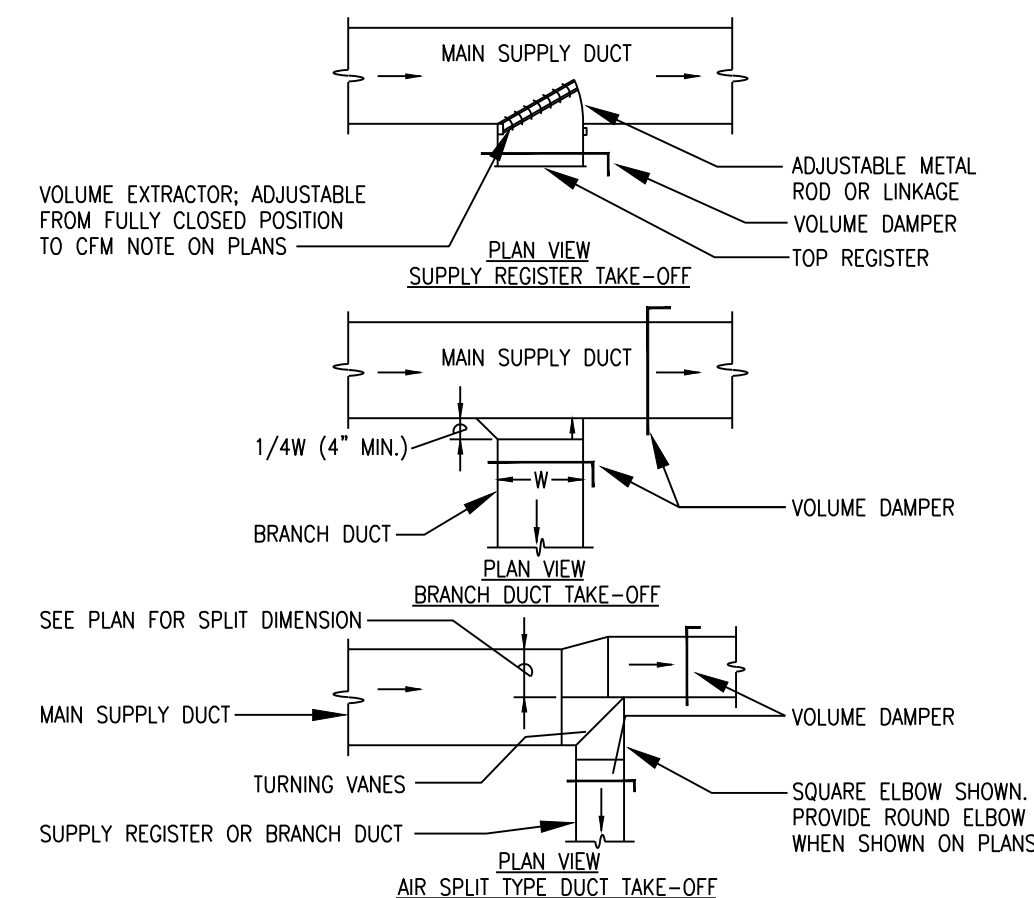 MAIN SUPPLY DUCT
ADJUSTABLE METAL
ROD OR LINKAGE
VOLUME EXTRACTOR; ADJUSTABLE
FROM FULLY CLOSED POSITION
TO CFM NOTE ON PLANS
VOLUME DAMPER
TOP REGISTER
PLAN VIEW
SUPPLY REGISTER TAKE-OFF
MAIN SUPPLY DUCT
1/4W (4" MIN.)
W
VOLUME DAMPER
BRANCH DUCT
PLAN VIEW
BRANCH DUCT TAKE-OFF
SEE PLAN FOR SPLIT DIMENSION
MAIN SUPPLY DUCT
VOLUME DAMPER
TURNING VANES
SQUARE ELBOW SHOWN.
PROVIDE ROUND ELBOW
WHEN SHOWN ON PLANS
SUPPLY REGISTER OR BRANCH DUCT
PLAN VIEW
AIR SPLIT TYPE DUCT TAKE-OFF